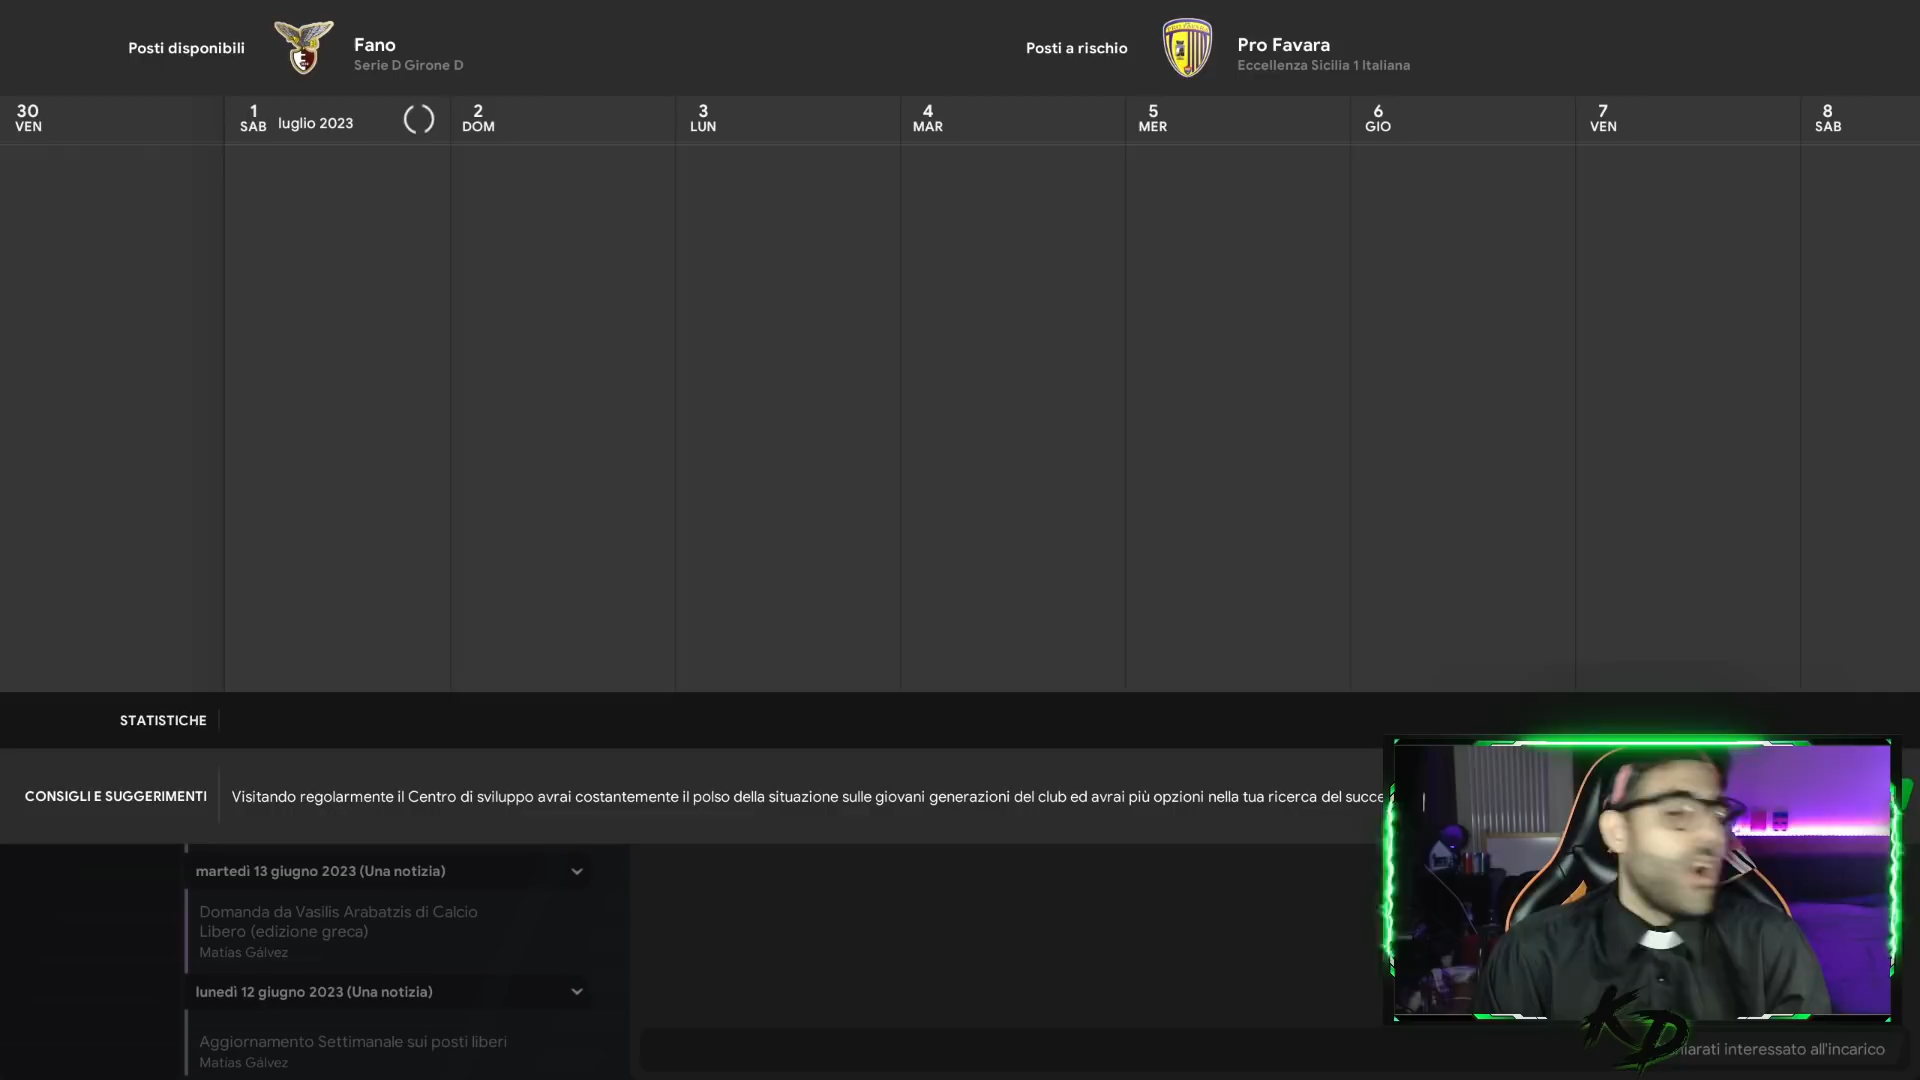 Posti disponibili
Fano
Serie D Girone D
Posti a rischio
Pro Favara
Eccellenza Sicilia 1 Italiana
30
VEN
1
SAB
luglio 2023
2
DOM
3
LUN
4
MAR
5
MER
6
GIO
7
VEN
8
SAB
STATISTICHE
CONSIGLI E SUGGERIMENTI
Visitando regolarmente il Centro di sviluppo avrai costantemente il polso della situazione sulle giovani generazioni del club ed avrai più opzioni nella tua ricerca del succe
martedì 13 giugno 2023 (Una notizia)
Domanda da Vasilis Arabatzis di Calcio
Libero (edizione greca)
Matías Gálvez
lunedì 12 giugno 2023 (Una notizia)
Aggiornamento Settimanale sui posti liberi
Matías Gálvez
KD
hiarati interessato all'incarico